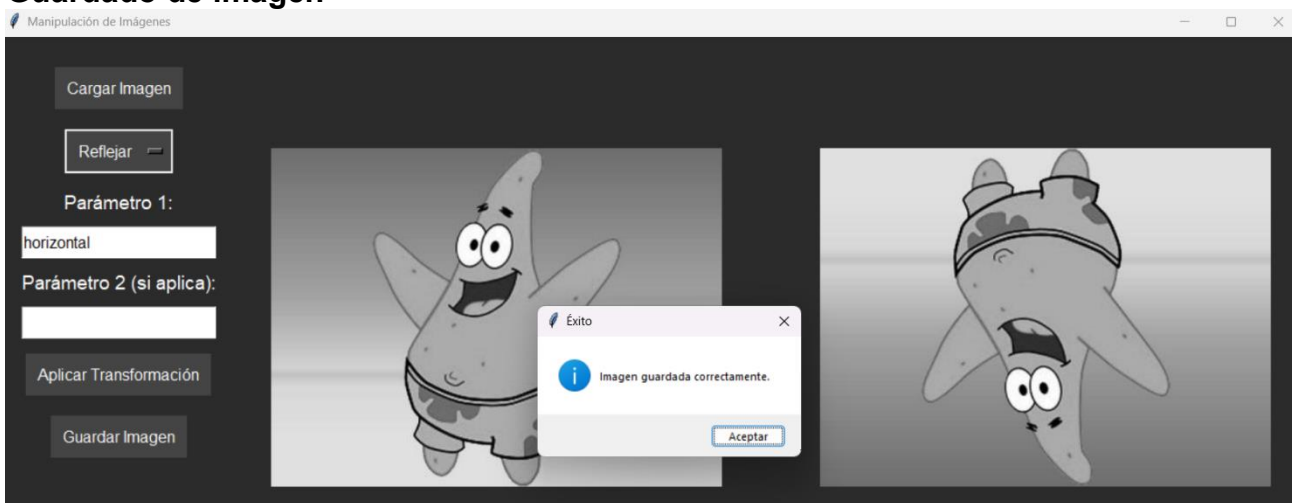 Guardado de Imagen
Manipulación de Imágenes
Cargar Imagen
Reflejar
Parámetro 1:
horizontal
Parámetro 2 (si aplica):
Aplicar Transformación
Guardar Imagen
Éxito
Imagen guardada correctamente.
Aceptar